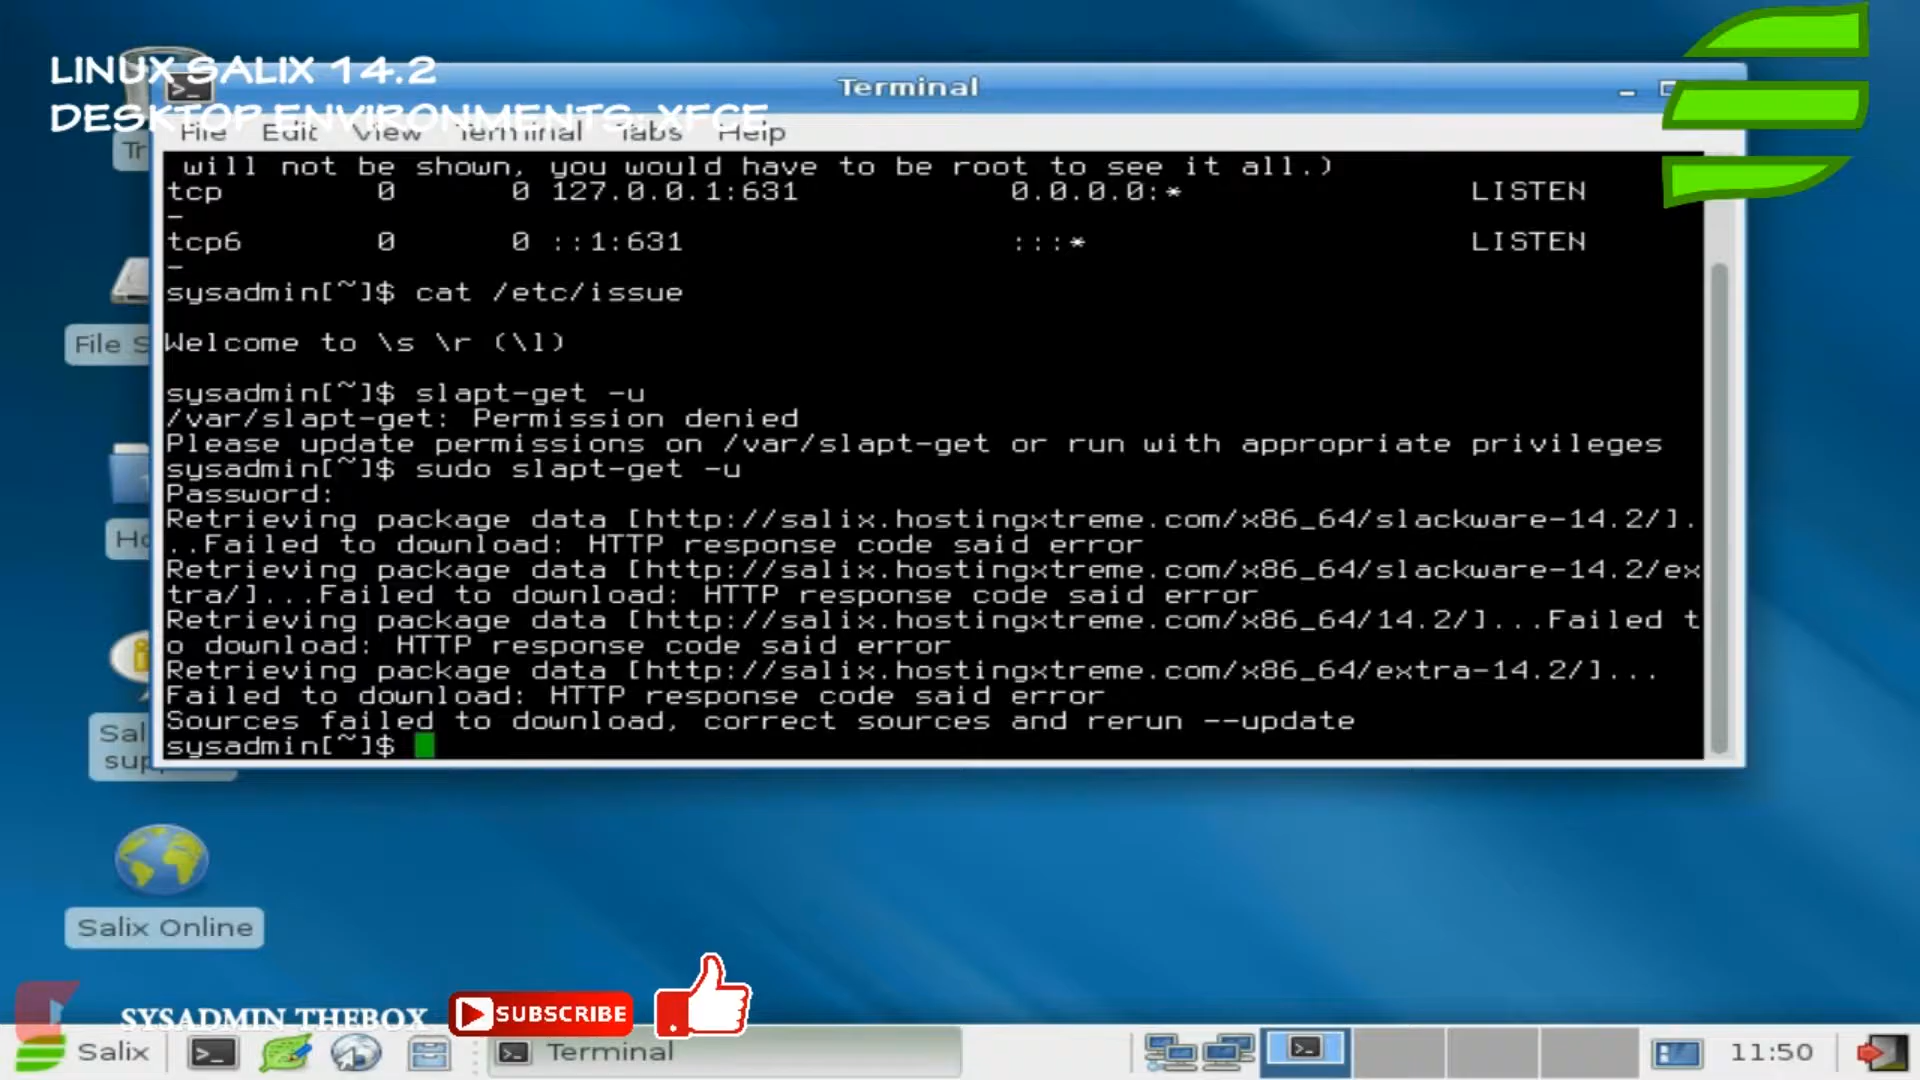 LINUX SALIX 14.2
DESKTOP ENVIRONMENTS: XFCE
Terminal
File Edit View Terminal Tabs Help
will not be shown, you would have to be root to see it all.)
tcp 0 0 127.0.0.1:631 0.0.0.0:* LISTEN
-
tcp6 0 0 ::1:631 :::* LISTEN
-
sysadmin[~]$ cat /etc/issue
Welcome to \s \r (\l)
sysadmin[~]$ slapt-get -u
/var/slapt-get: Permission denied
Please update permissions on /var/slapt-get or run with appropriate privileges
sysadmin[~]$ sudo slapt-get -u
Password:
Retrieving package data [http://salix.hostingxtreme.com/x86_64/slackware-14.2/].
..Failed to download: HTTP response code said error
Retrieving package data [http://salix.hostingxtreme.com/x86_64/slackware-14.2/ex
tra/]...Failed to download: HTTP response code said error
Retrieving package data [http://salix.hostingxtreme.com/x86_64/14.2/]...Failed t
o download: HTTP response code said error
Retrieving package data [http://salix.hostingxtreme.com/x86_64/extra-14.2/]...
Failed to download: HTTP response code said error
Sources failed to download, correct sources and rerun --update
sysadmin[~]$
Tr
File S
Ho
Sal
sup
Salix Online
SYSADMIN THEBOX
SUBSCRIBE
Salix
Terminal
11:50